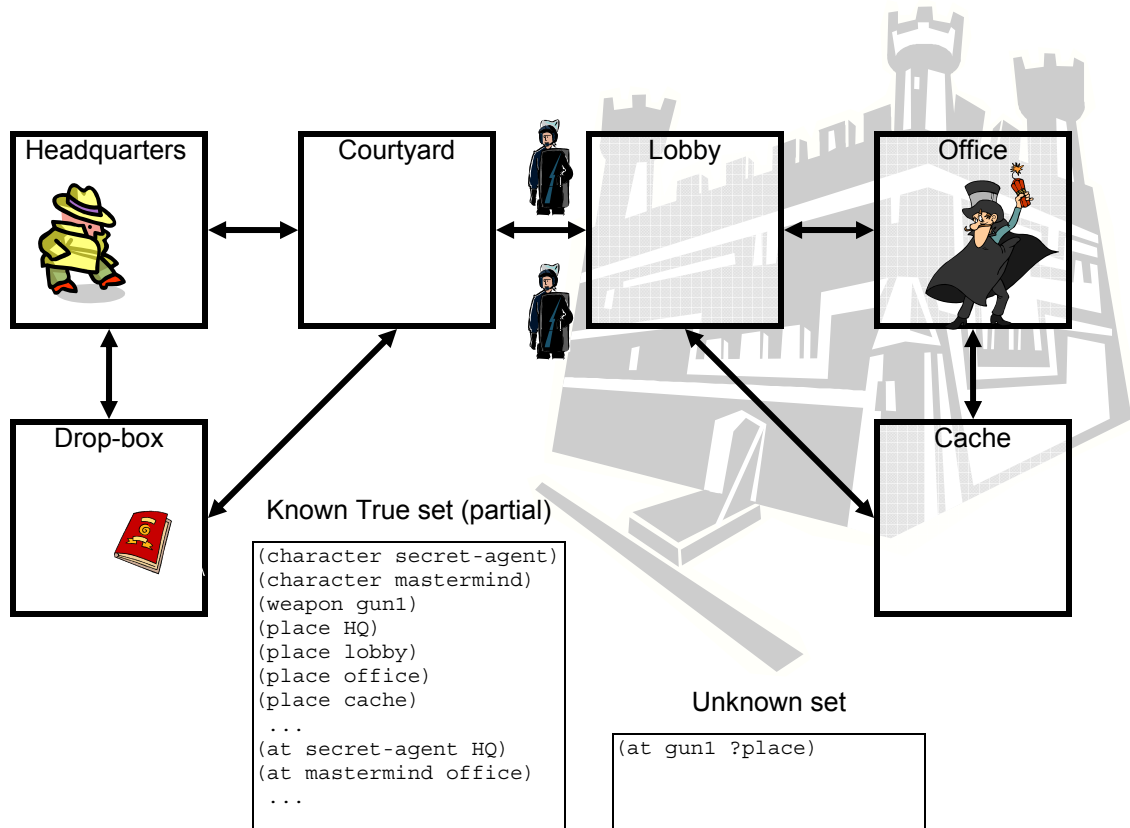 Headquarters
Courtyard
Lobby
Office
Drop-box
Cache
Known True set (partial)
(character secret-agent)
(character mastermind)
(weapon gun1)
(place HQ)
(place lobby)
(place office)
(place cache)
...
(at secret-agent HQ)
(at mastermind office)
...
Unknown set
(at gun1 ?place)